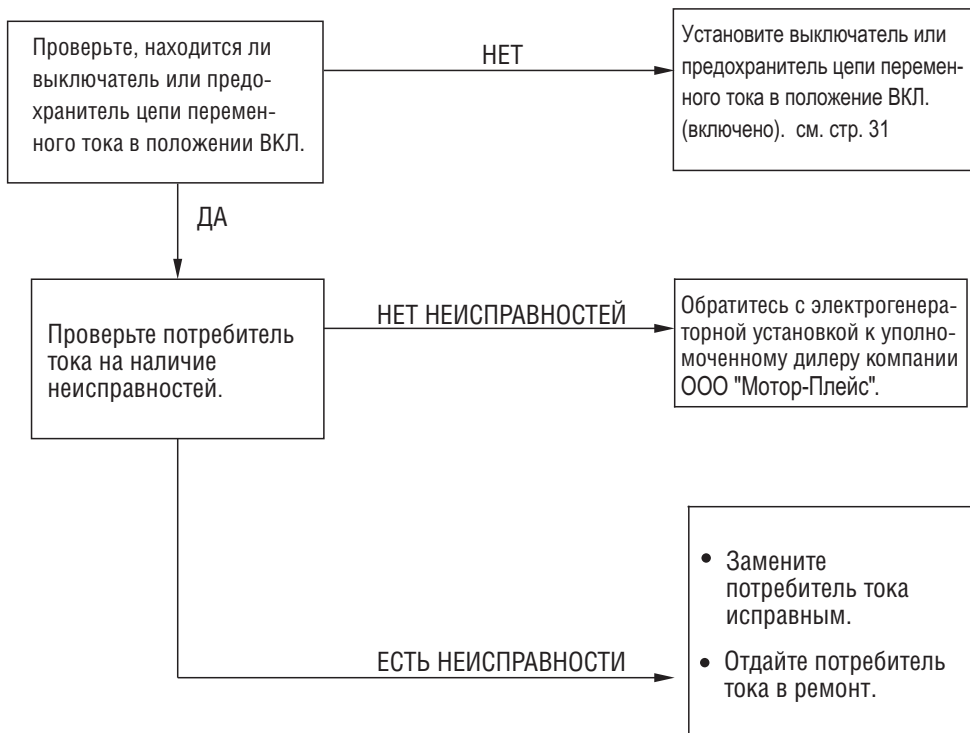 Проверьте, находится ли
выключатель или предо-
хранитель цепи перемен-
ного тока в положении ВКЛ.
НЕТ
Установите выключатель или
предохранитель цепи перемен-
ного тока в положение ВКЛ.
(включено). см. стр. 31
ДА
Проверьте потребитель
тока на наличие
неисправностей.
НЕТ НЕИСПРАВНОСТЕЙ
Обратитесь с электрогенера-
торной установкой к уполно-
моченному дилеру компании
ООО "Мотор-Плейс".
ЕСТЬ НЕИСПРАВНОСТИ
• Замените
потребитель тока
исправным.
• Отдайте потребитель
тока в ремонт.